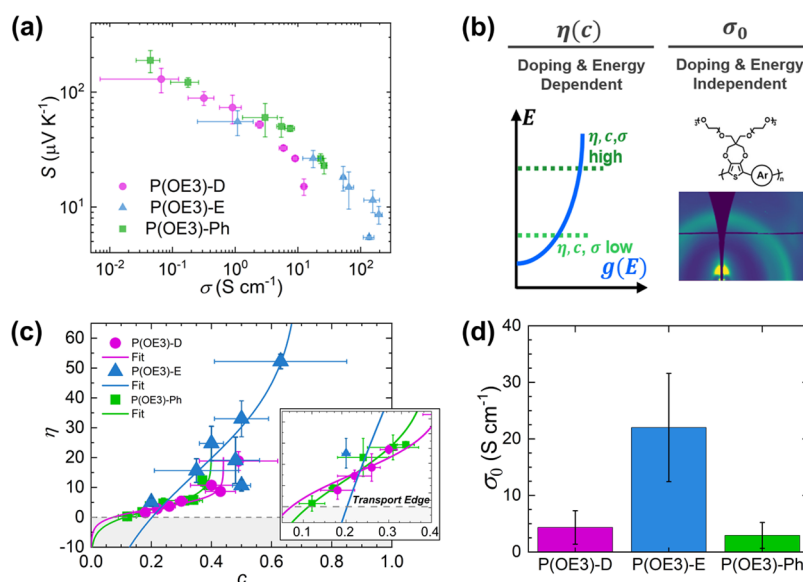 (a)
S (μV K⁻¹)
10²
10¹
P(OE3)-D
P(OE3)-E
P(OE3)-Ph
10⁻² 10⁻¹ 10⁰ 10¹ 10²
σ (S cm⁻¹)
(b)
η(c) σ₀
Doping & Energy Dependent
Doping & Energy Independent
E
η,c,σ
high
η,c, σ low
g(E)
O O
O O
O O
S Ar n
(c)
η
60
50
40
30
20
10
0
-10
P(OE3)-D
Fit
P(OE3)-E
Fit
P(OE3)-Ph
Fit
Transport Edge
0.1 0.2 0.3 0.4
0.0 0.2 0.4 0.6 0.8 1.0
c
(d)
σ₀ (S cm⁻¹)
40
30
20
10
0
P(OE3)-D P(OE3)-E P(OE3)-Ph